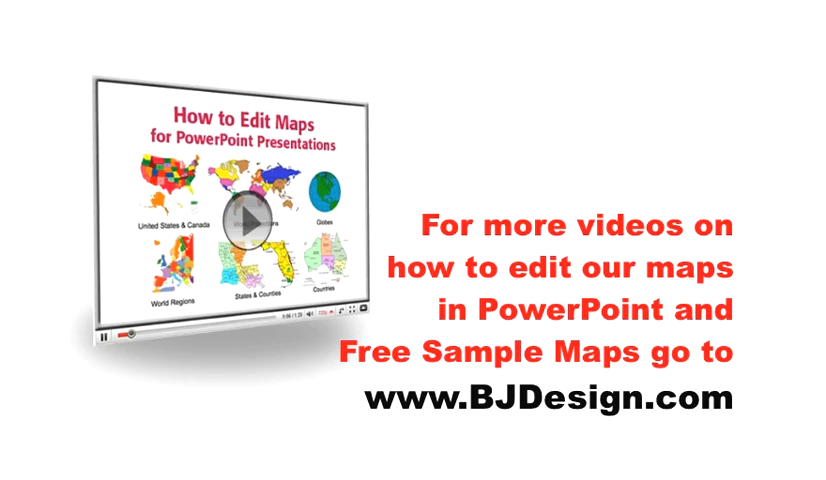 How to Edit Maps
for PowerPoint Presentations
United States & Canada
Globes
World Regions
States & Counties
Countries
For more videos on
how to edit our maps
in PowerPoint and
Free Sample Maps go to
www.BJDesign.com